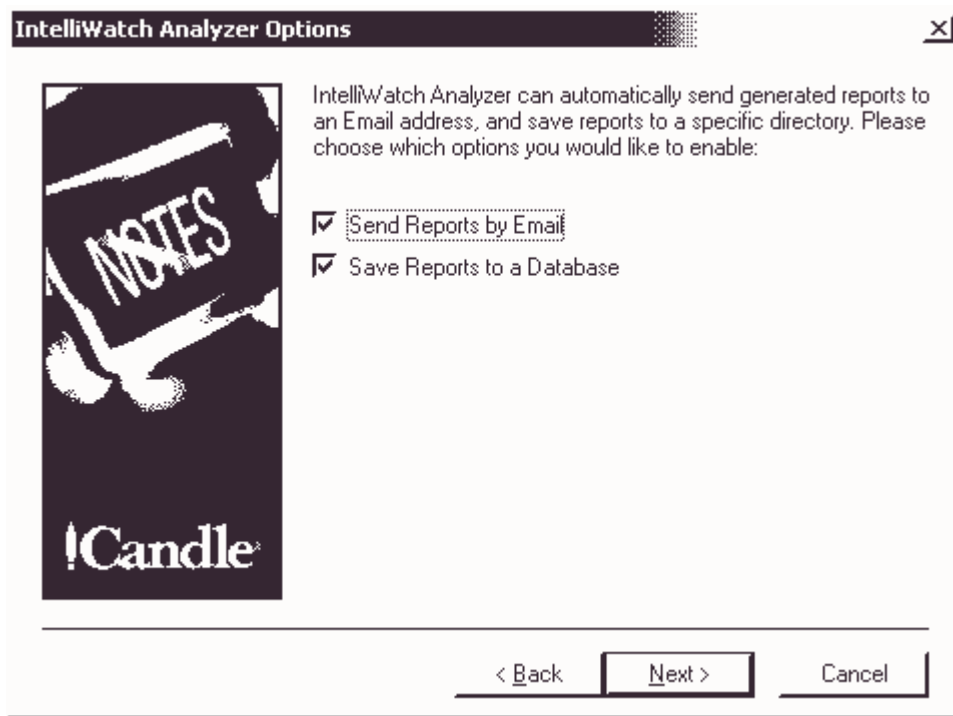 IntelliWatch Analyzer Options
IntelliWatch Analyzer can automatically send generated reports to
an Email address, and save reports to a specific directory. Please
choose which options you would like to enable:
NOTES
Send Reports by Email
Save Reports to a Database
Candle
< Back
Next >
Cancel